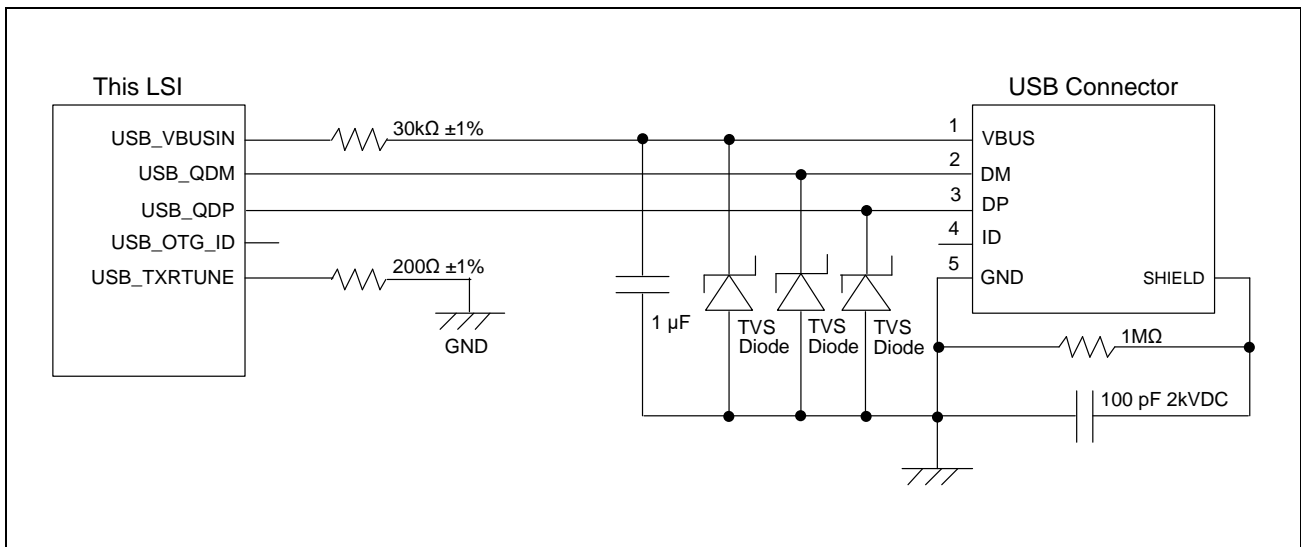 This LSI
USB Connector
USB_VBUSIN
30kΩ ±1%
1
VBUS
USB_QDM
2
DM
USB_QDP
3
DP
USB_OTG_ID
4
ID
USB_TXRTUNE
200Ω ±1%
5
GND
SHIELD
GND
1 µF
TVS
Diode
TVS
Diode
TVS
Diode
1MΩ
100 pF 2kVDC